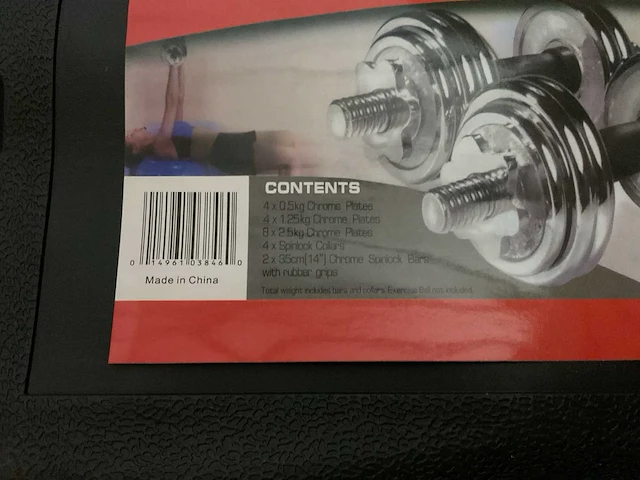 CONTENTS
4 x 0.5kg Chrome Plates
4 x 1.25kg Chrome Plates
8 x 2.5kg Chrome Plates
4 x Spinlock Collars
2 x 35cm(14") Chrome Spinlock Bars
with rubber grips
Total weight includes bars and collars. Exercise Ball not included.
0 14961 03846 0
Made in China